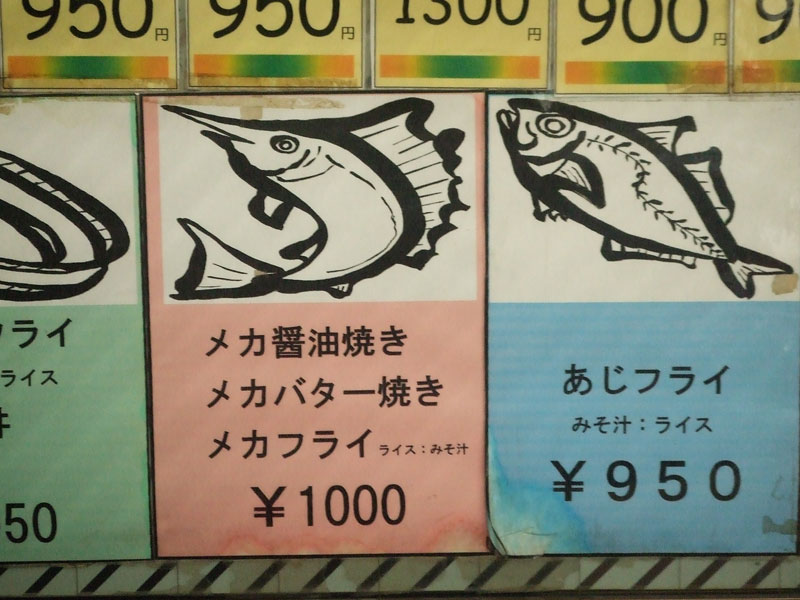 950円
950円
1300円
900円
フライ
ライス
丼
50
メカ醤油焼き
メカバター焼き
メカフライ ライス：みそ汁
￥1000
あじフライ
みそ汁：ライス
￥950